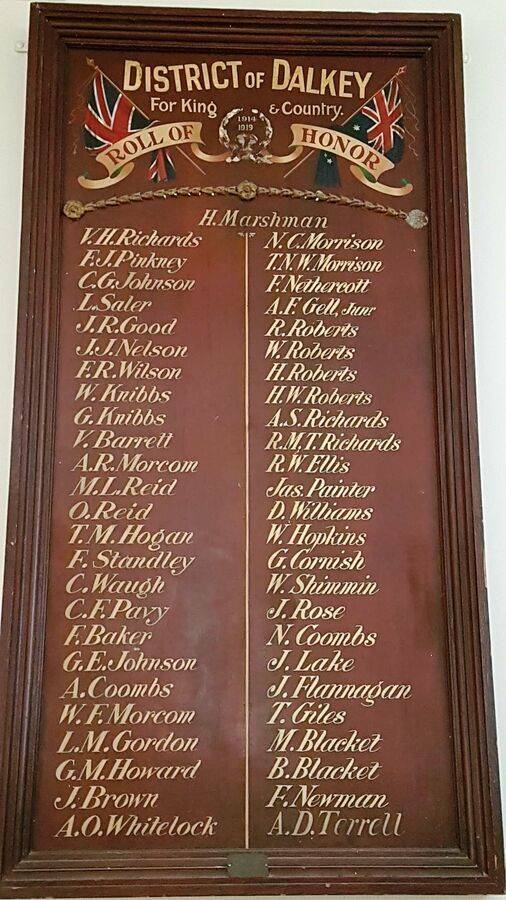 DISTRICT OF DALKEY
For King & Country.
1914
1919
ROLL OF HONOR
H. Marshman
V.H. Richards
F.J. Pinkney
C.G. Johnson
L. Saler
J.R. Good
J.J. Nelson
F.R. Wilson
W. Knibbs
G. Knibbs
V. Barrett
A.R. Morcom
M.L. Reid
O. Reid
T.M. Hogan
F. Standley
C. Waugh
C.F. Pavy
F. Baker
G.E. Johnson
A. Coombs
W.F. Morcom
L.M. Gordon
G.M. Howard
J. Brown
A.O. Whitelock
N.C. Morrison
T.N.W. Morrison
F. Nethercott
A.F. Gell, Junr
R. Roberts
W. Roberts
H. Roberts
H.W. Roberts
A.S. Richards
R.M.T. Richards
R.W. Ellis
Jas. Painter
D. Williams
W. Hopkins
G. Cornish
W. Shimmin
J. Rose
N. Coombs
J. Lake
J. Flannagan
T. Giles
M. Blacket
B. Blacket
F. Newman
A.D. Terrell